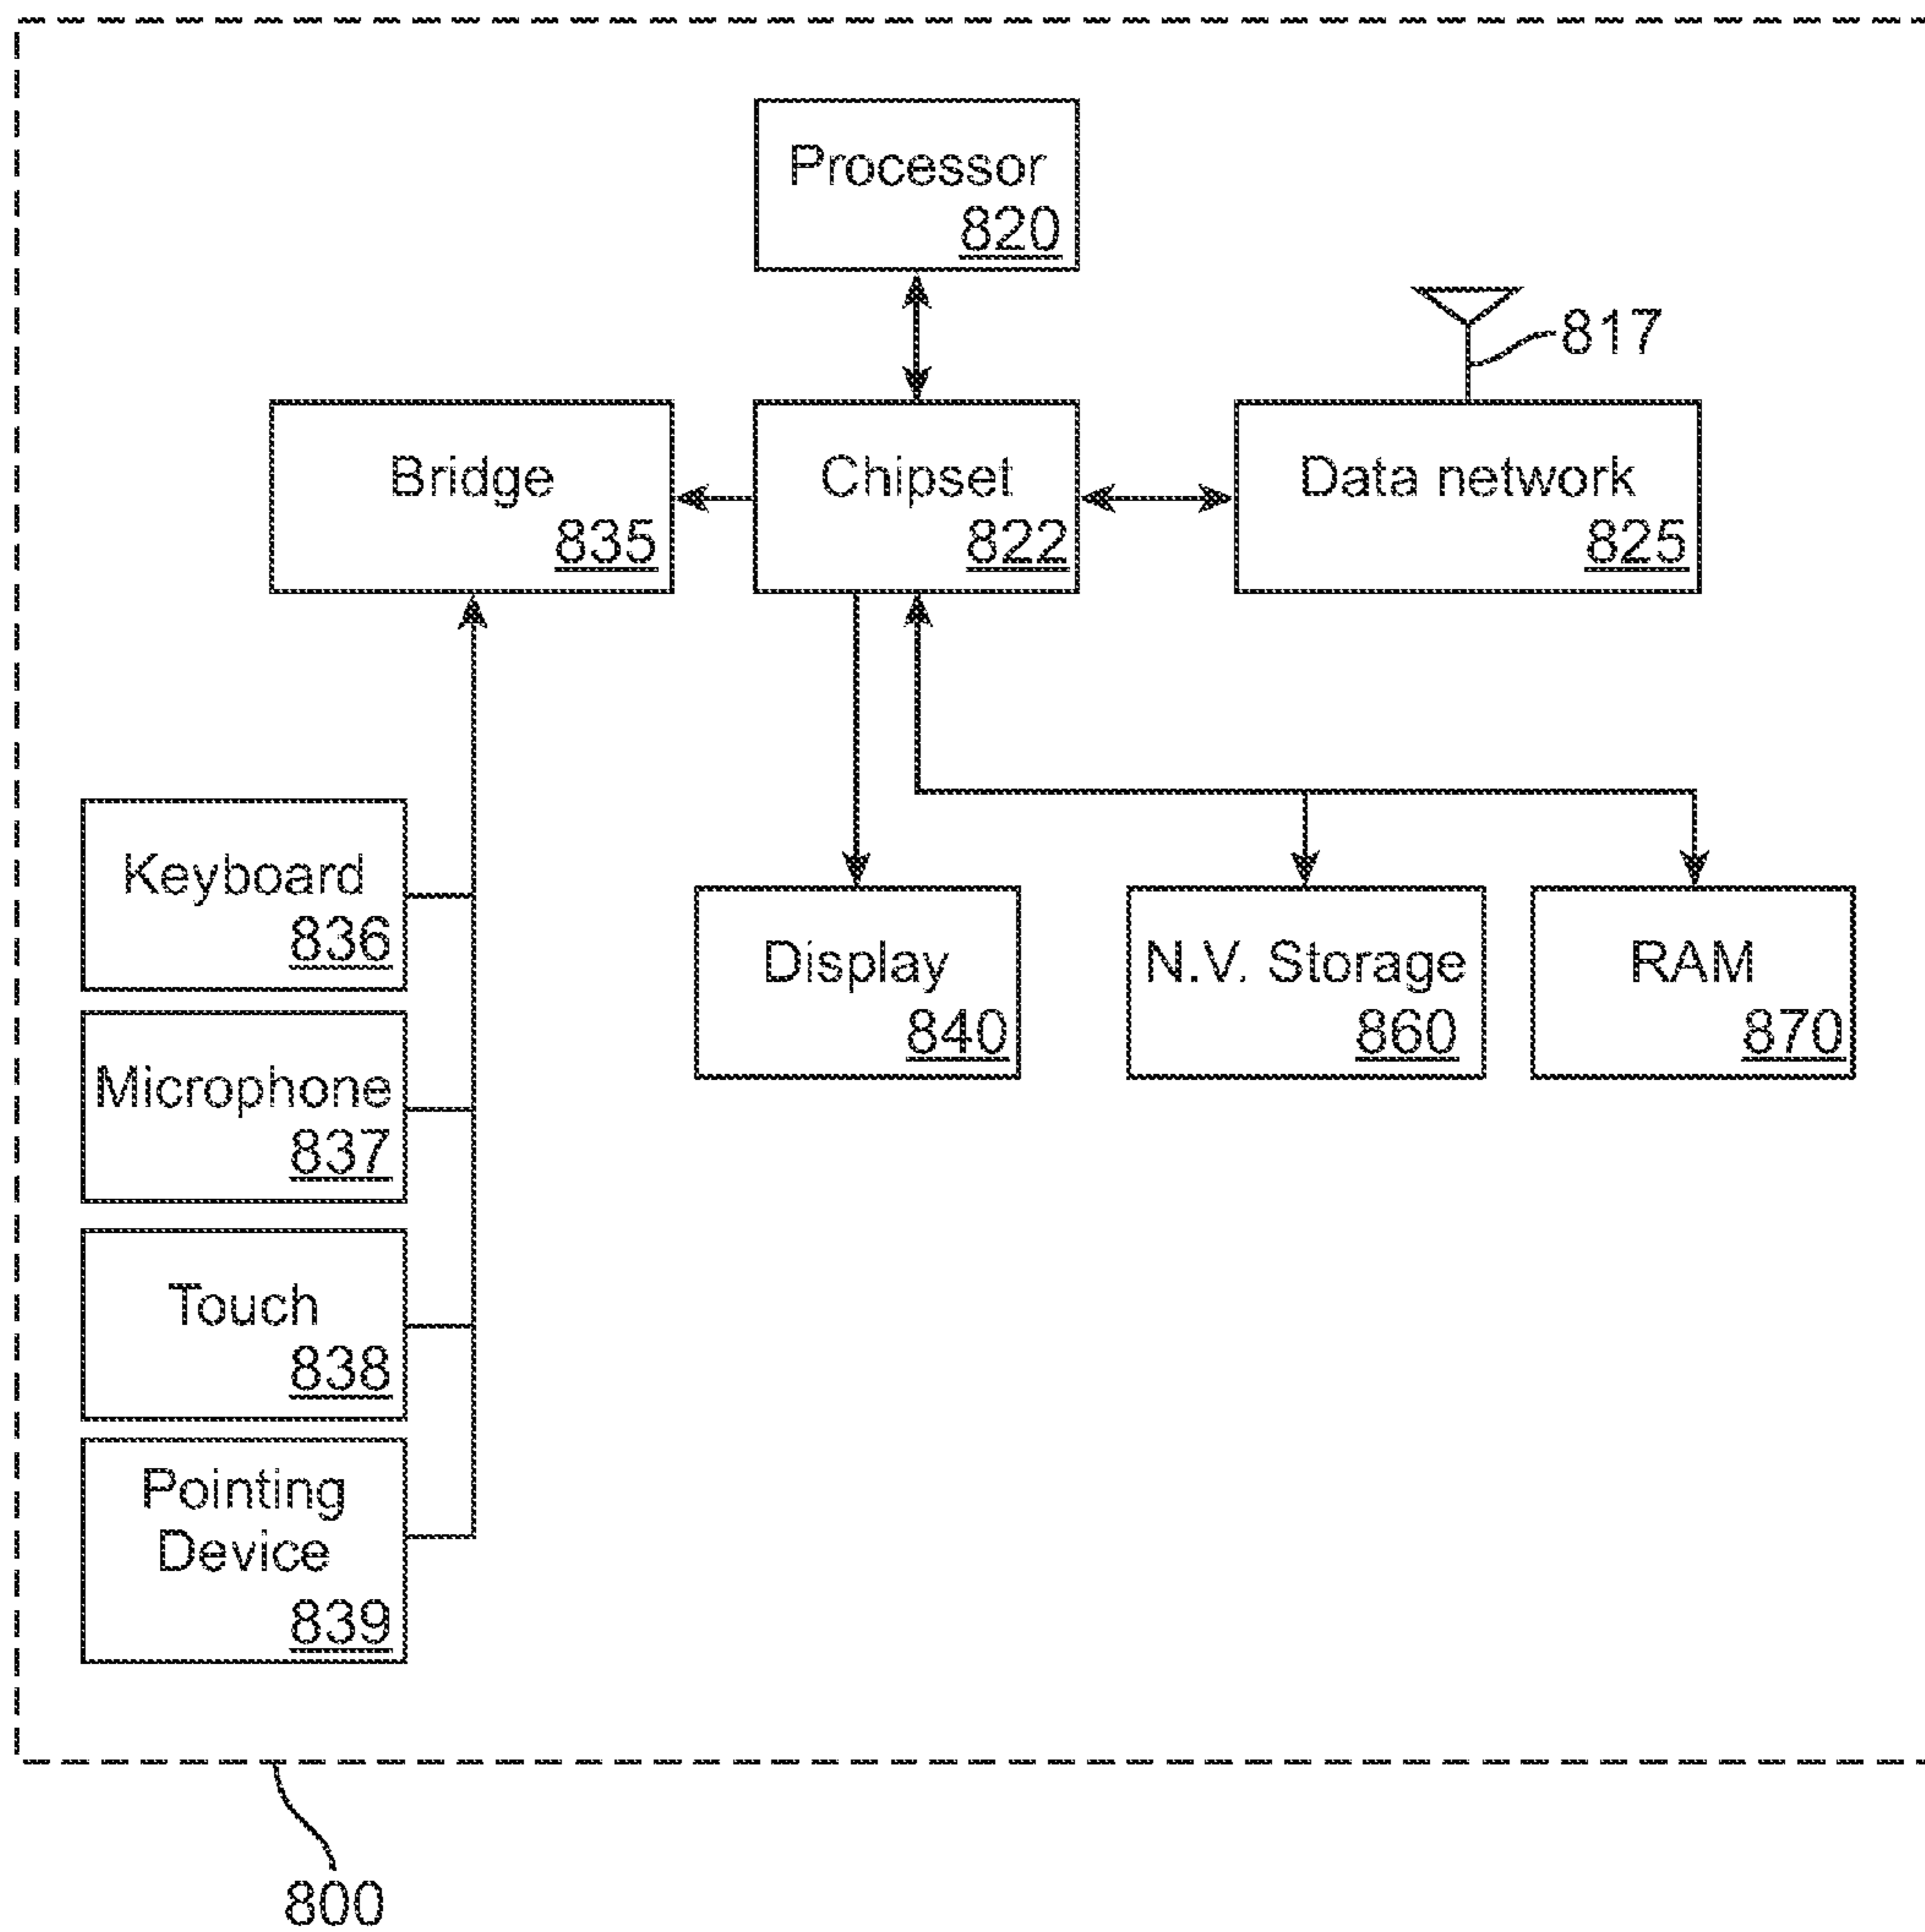 Processor
820
817
Bridge
835
Chipset
822
Data network
825
Keyboard
836
Microphone
837
Touch
838
Pointing
Device
839
Display
840
N.V. Storage
860
RAM
870
800